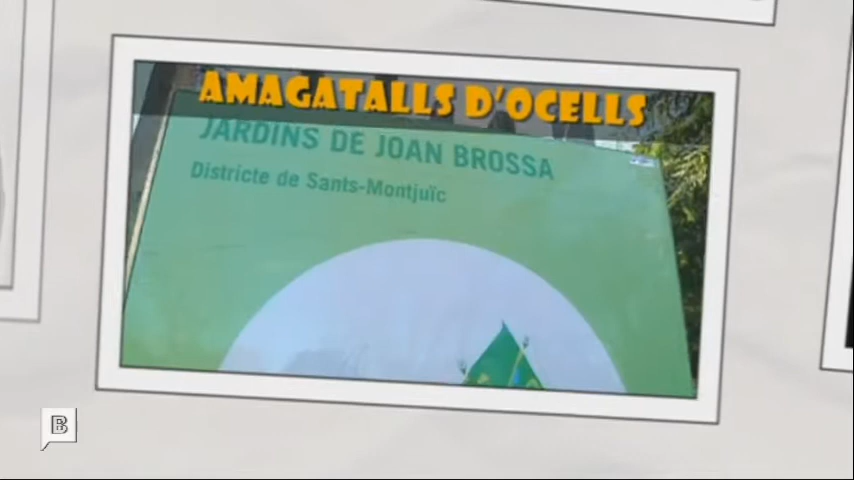 AMAGATALLS D'OCELLS
JARDINS DE JOAN BROSSA
Districte de Sants-Montjuïc
B